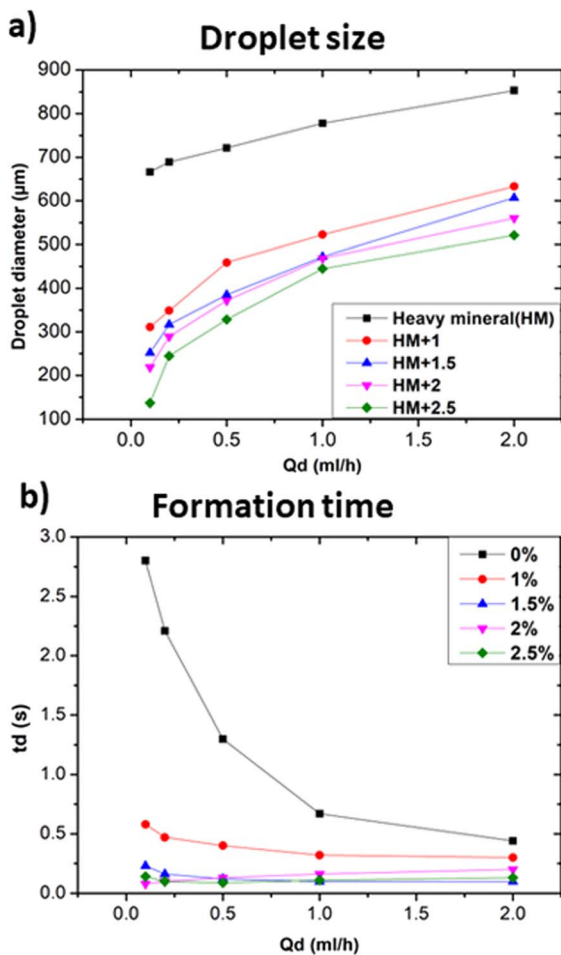 a)
Droplet size
900
800
700
600
500
400
300
200
100
Droplet diameter (µm)
Heavy mineral(HM)
HM+1
HM+1.5
HM+2
HM+2.5
0.0 0.5 1.0 1.5 2.0
Qd (ml/h)
b)
Formation time
3.0
2.5
2.0
1.5
1.0
0.5
0.0
td (s)
0%
1%
1.5%
2%
2.5%
0.0 0.5 1.0 1.5 2.0
Qd (ml/h)